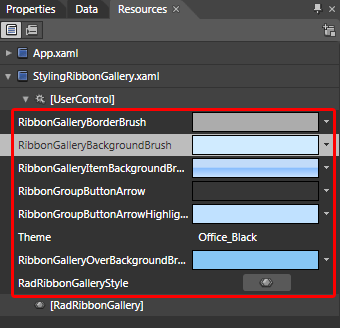 Properties Data Resources ×
App.xaml
StylingRibbonGallery.xaml
[UserControl]
RibbonGalleryBorderBrush
RibbonGalleryBackgroundBrush
RibbonGalleryItemBackgroundBr...
RibbonGroupButtonArrow
RibbonGroupButtonArrowHighlig...
Theme Office_Black
RibbonGalleryOverBackgroundBr...
RadRibbonGalleryStyle
[RadRibbonGallery]